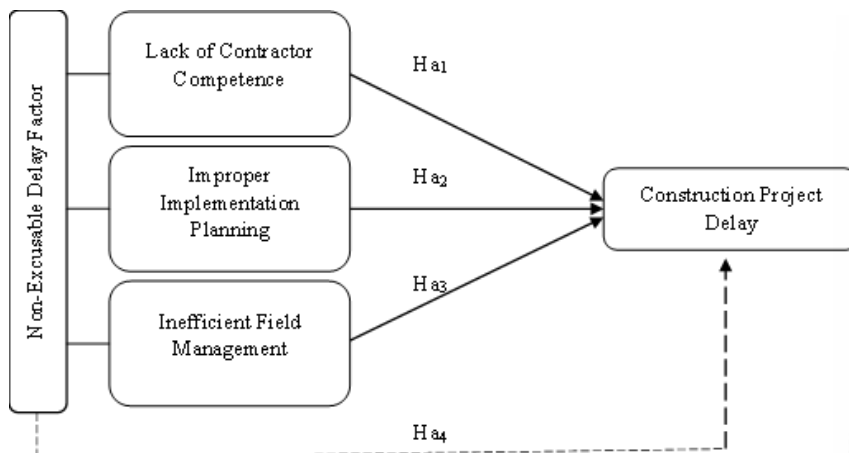 Non-Excusable Delay Factor
Lack of Contractor
Competence
Ha1
Improper
Implementation
Planning
Ha2
Construction Project
Delay
Inefficient Field
Management
Ha3
Ha4